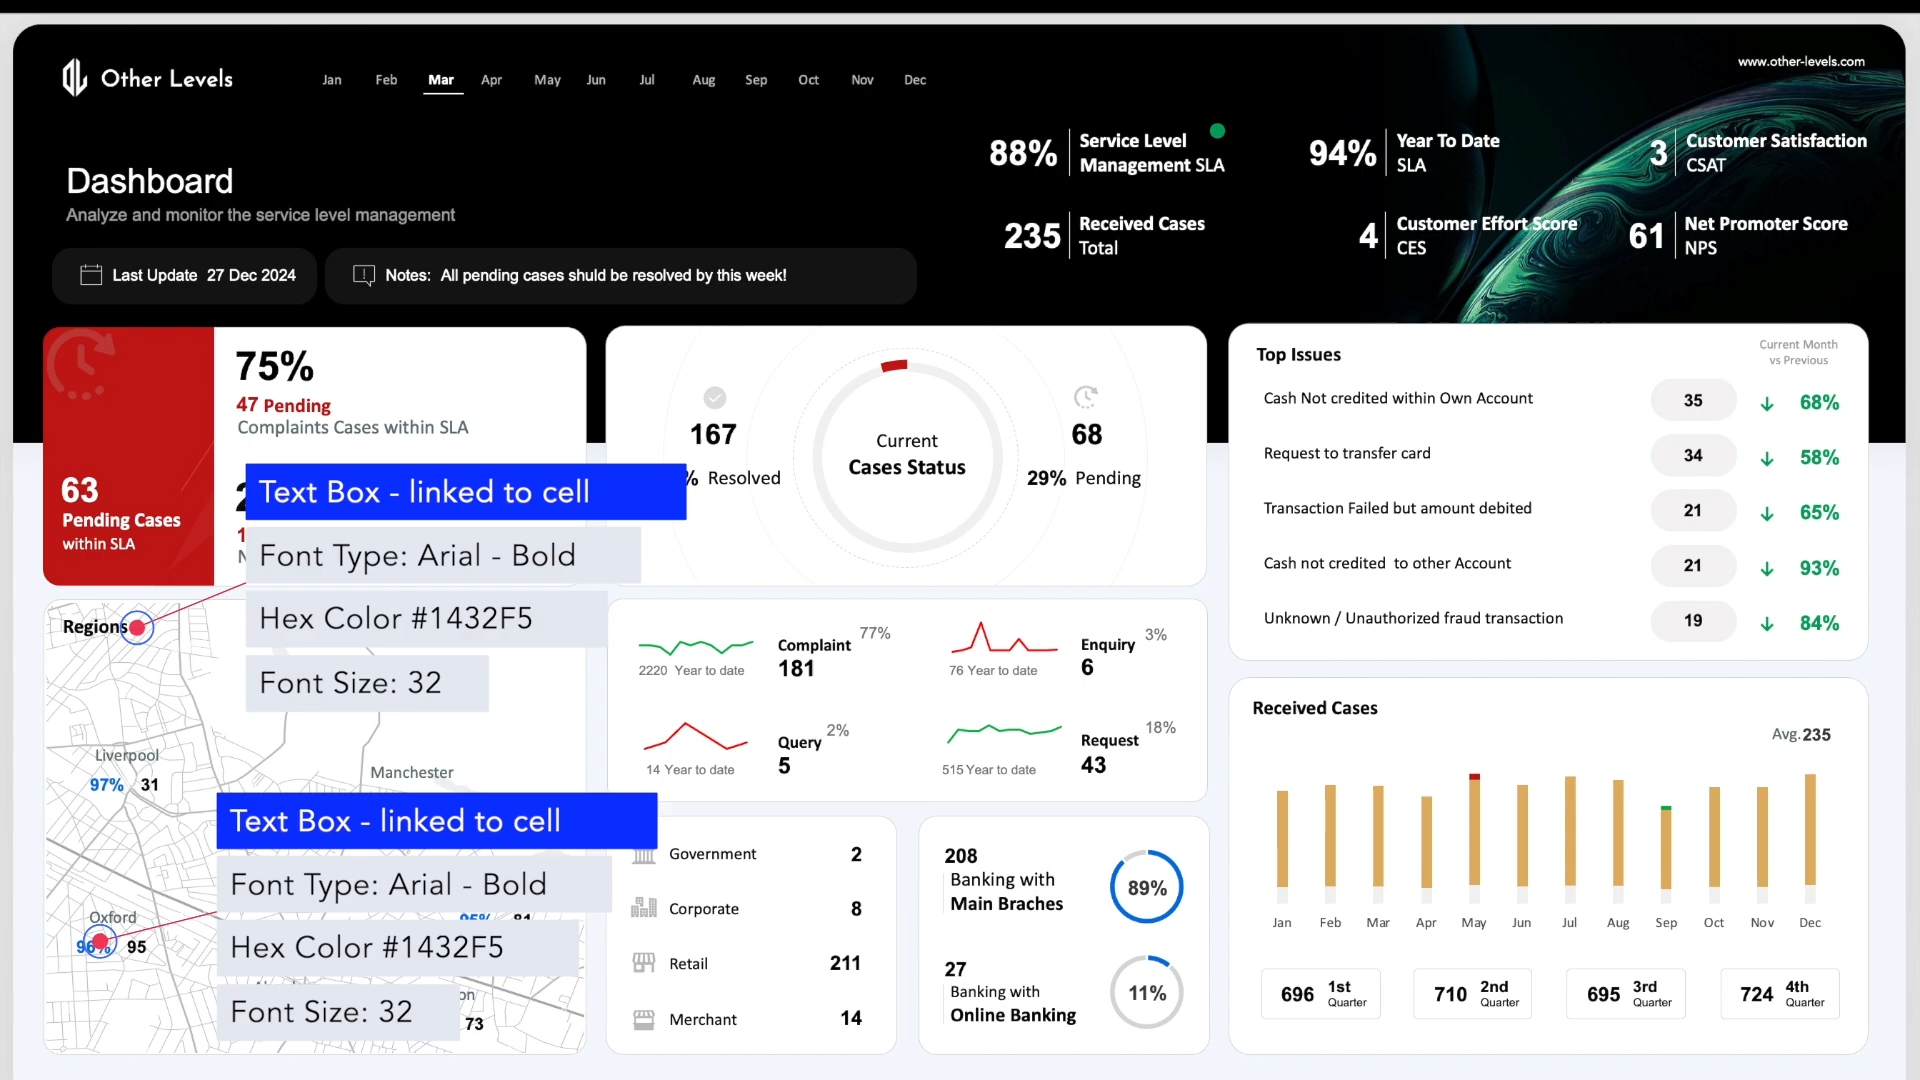 Other Levels
Jan Feb Mar Apr May Jun Jul Aug Sep Oct Nov Dec
www.other-levels.com
Dashboard
Analyze and monitor the service level management
Last Update 27 Dec 2024
Notes: All pending cases shuld be resolved by this week!
88% Service Level
Management SLA
94% Year To Date
SLA
3 Customer Satisfaction
CSAT
235 Received Cases
Total
4 Customer Effort Score
CES
61 Net Promoter Score
NPS
63
Pending Cases
within SLA
75%
47 Pending
Complaints Cases within SLA
167
% Resolved
Current
Cases Status
68
29% Pending
Top Issues
Current Month
vs Previous
Cash Not credited within Own Account 35 68%
Request to transfer card 34 58%
Transaction Failed but amount debited 21 65%
Cash not credited to other Account 21 93%
Unknown / Unauthorized fraud transaction 19 84%
Text Box - linked to cell
Font Type: Arial - Bold
Hex Color #1432F5
Font Size: 32
Regions
Liverpool
97% 31
Manchester
Text Box - linked to cell
Font Type: Arial - Bold
Hex Color #1432F5
Font Size: 32
Oxford
96% 95
73
2220 Year to date
Complaint 77%
181
76 Year to date
Enquiry 3%
6
14 Year to date
Query 2%
5
515 Year to date
Request 18%
43
Government 2
Corporate 8
Retail 211
Merchant 14
208
Banking with
Main Braches
89%
27
Banking with
Online Banking
11%
Received Cases
Avg. 235
Jan Feb Mar Apr May Jun Jul Aug Sep Oct Nov Dec
696 1st
Quarter
710 2nd
Quarter
695 3rd
Quarter
724 4th
Quarter